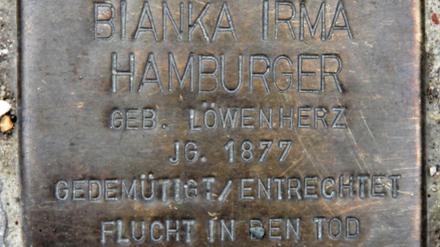 BIANKA IRMA
HAMBURGER
GEB. LÖWENHERZ
JG. 1877
GEDEMÜTIGT/ENTRECHTET
FLUCHT IN DEN TOD